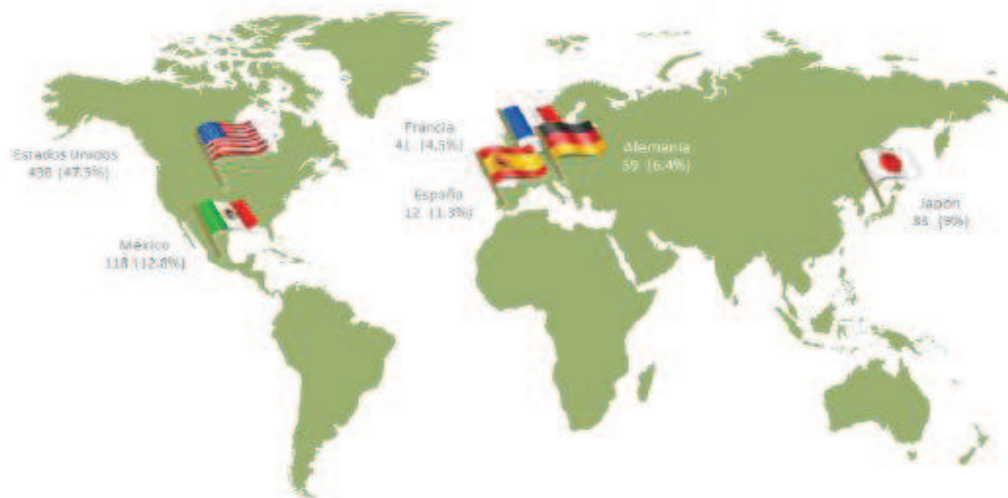 Estados Unidos
438 (47.5%)
México
118 (12.8%)
Francia
41 (4.5%)
España
12 (1.3%)
Alemania
59 (6.4%)
Japón
83 (9%)